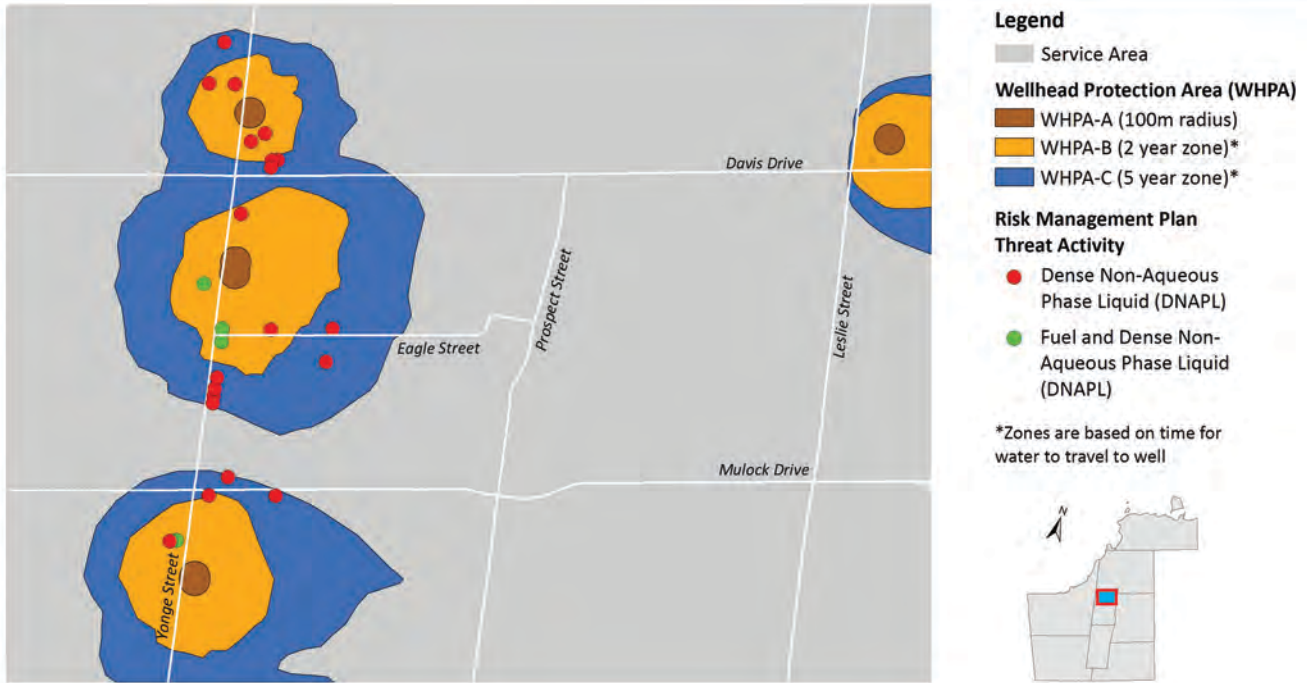 Davis Drive
Prospect Street
Leslie Street
Eagle Street
Mulock Drive
Yonge Street
Legend
Service Area
Wellhead Protection Area (WHPA)
WHPA-A (100m radius)
WHPA-B (2 year zone)*
WHPA-C (5 year zone)*
Risk Management Plan
Threat Activity
Dense Non-Aqueous
Phase Liquid (DNAPL)
Fuel and Dense Non-
Aqueous Phase Liquid
(DNAPL)
*Zones are based on time for
water to travel to well
N